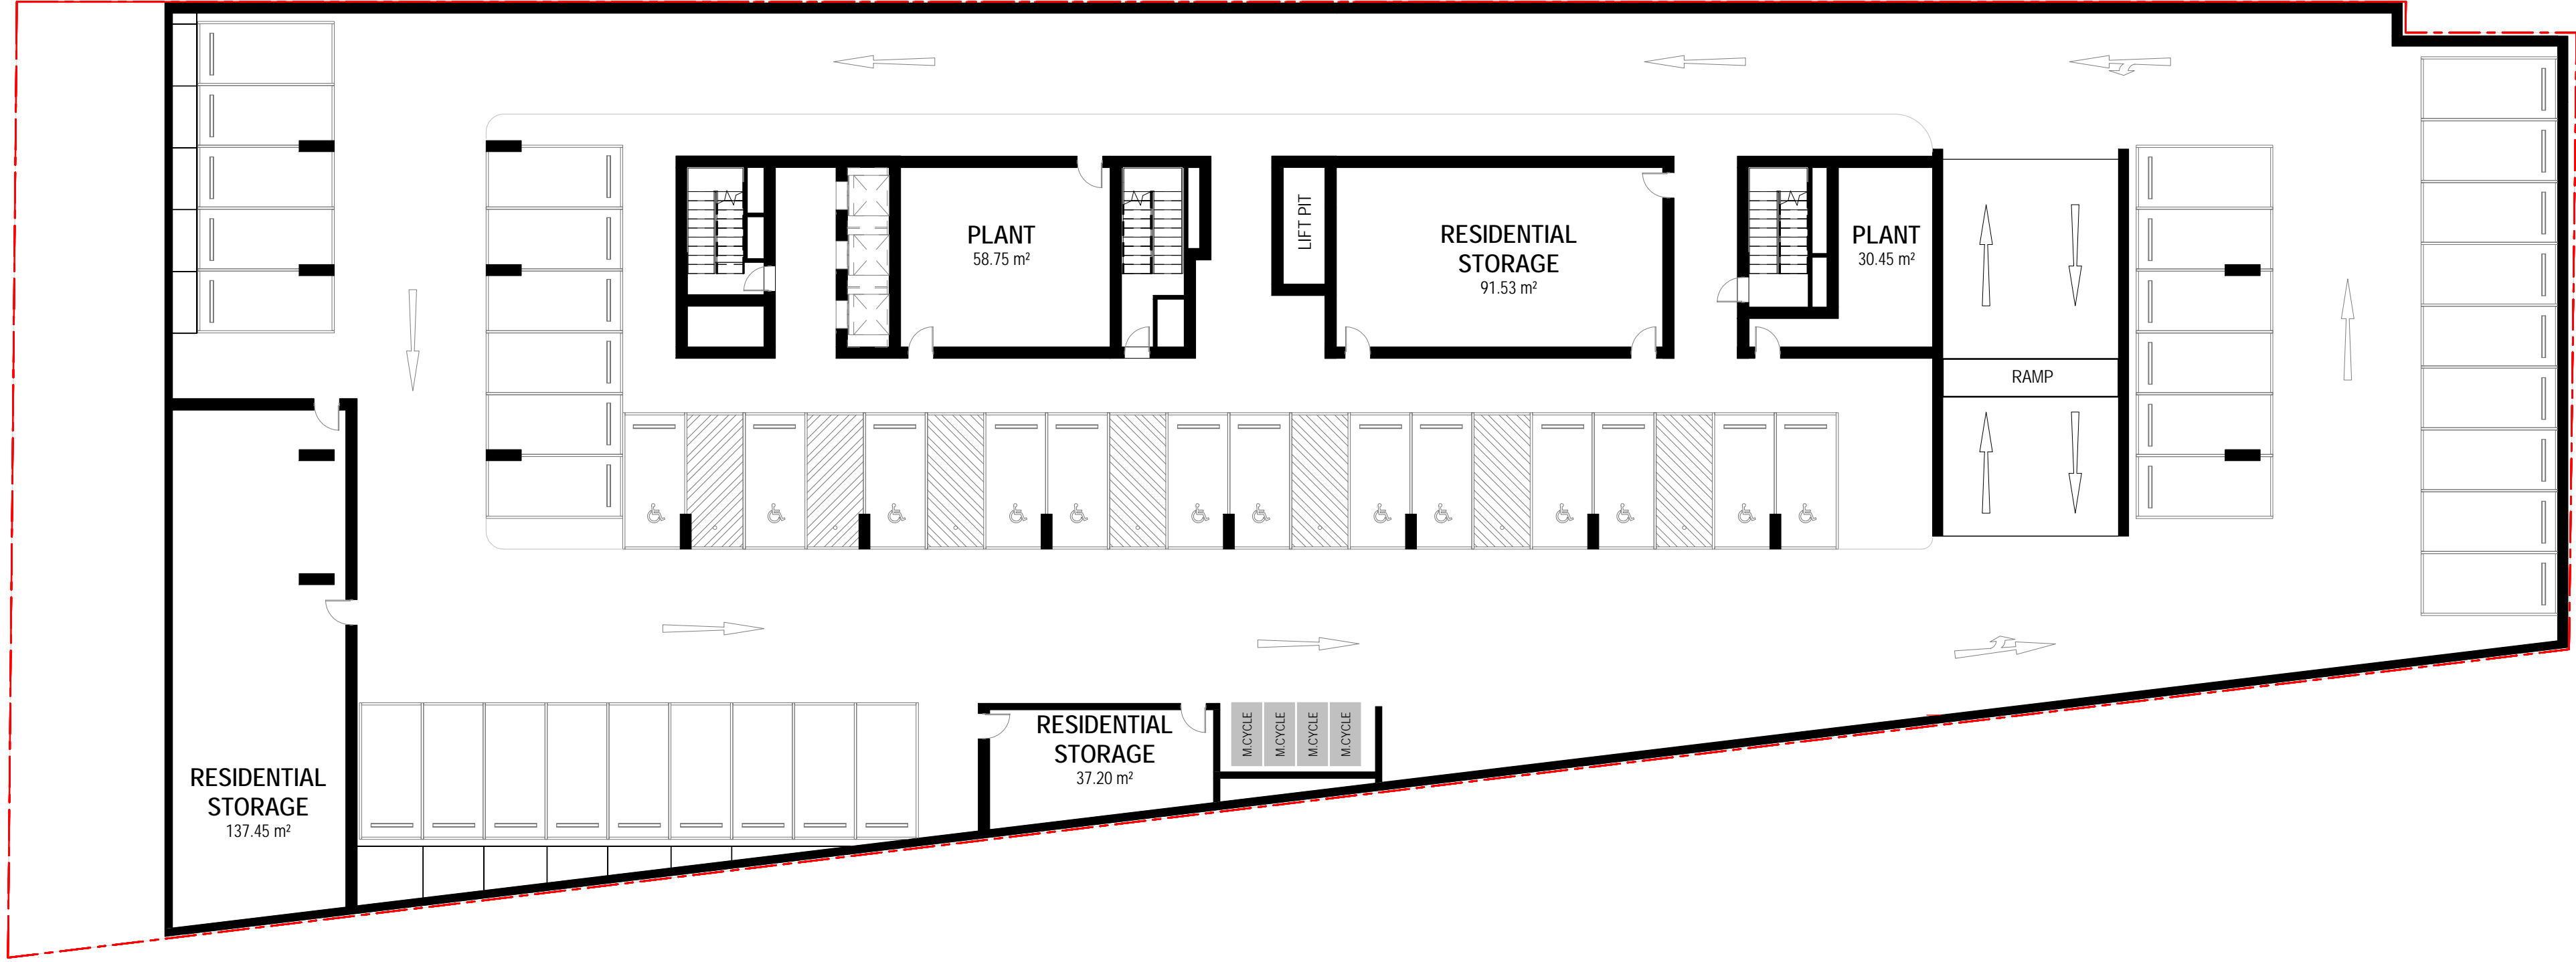 PLANT
58.75 m²
LIFT PIT
RESIDENTIAL
STORAGE
91.53 m²
PLANT
30.45 m²
RAMP
RESIDENTIAL
STORAGE
137.45 m²
RESIDENTIAL
STORAGE
37.20 m²
M.CYCLE
M.CYCLE
M.CYCLE
M.CYCLE